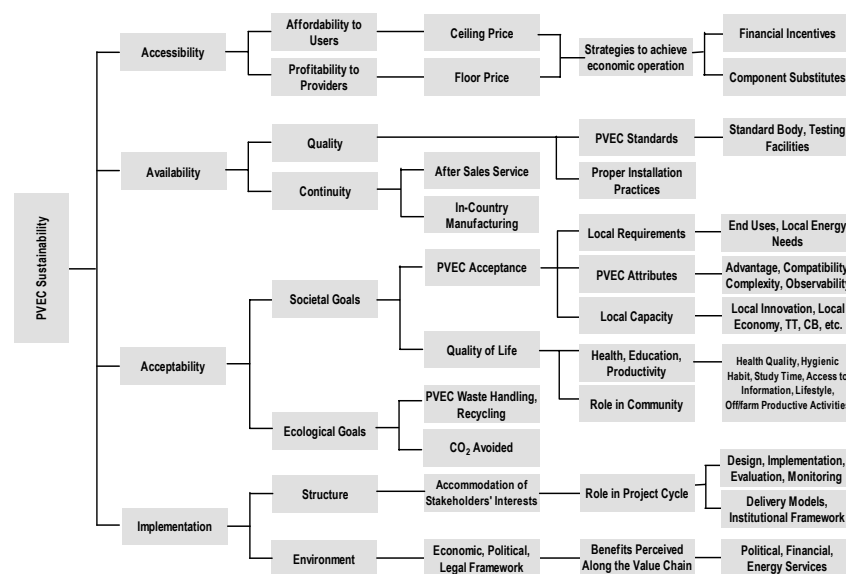 PVEC Sustainability
Accessibility
Affordability to
Users
Ceiling Price
Profitability to
Providers
Floor Price
Strategies to achieve
economic operation
Financial Incentives
Component Substitutes
Availability
Quality
PVEC Standards
Standard Body, Testing
Facilities
Proper Installation
Practices
Continuity
After Sales Service
In-Country
Manufacturing
Acceptability
Societal Goals
PVEC Acceptance
Local Requirements
End Uses, Local Energy
Needs
PVEC Attributes
Advantage, Compatibility
Complexity, Observability
Local Capacity
Local Innovation, Local
Economy, TT, CB, etc.
Quality of Life
Health, Education,
Productivity
Role in Community
Health Quality, Hygienic
Habit, Study Time, Access to
Information, Lifestyle,
Off/farm Productive Activities
Ecological Goals
PVEC Waste Handling,
Recycling
CO₂ Avoided
Implementation
Structure
Accommodation of
Stakeholders' Interests
Role in Project Cycle
Design, Implementation,
Evaluation, Monitoring
Delivery Models,
Institutional Framework
Environment
Economic, Political,
Legal Framework
Benefits Perceived
Along the Value Chain
Political, Financial,
Energy Services